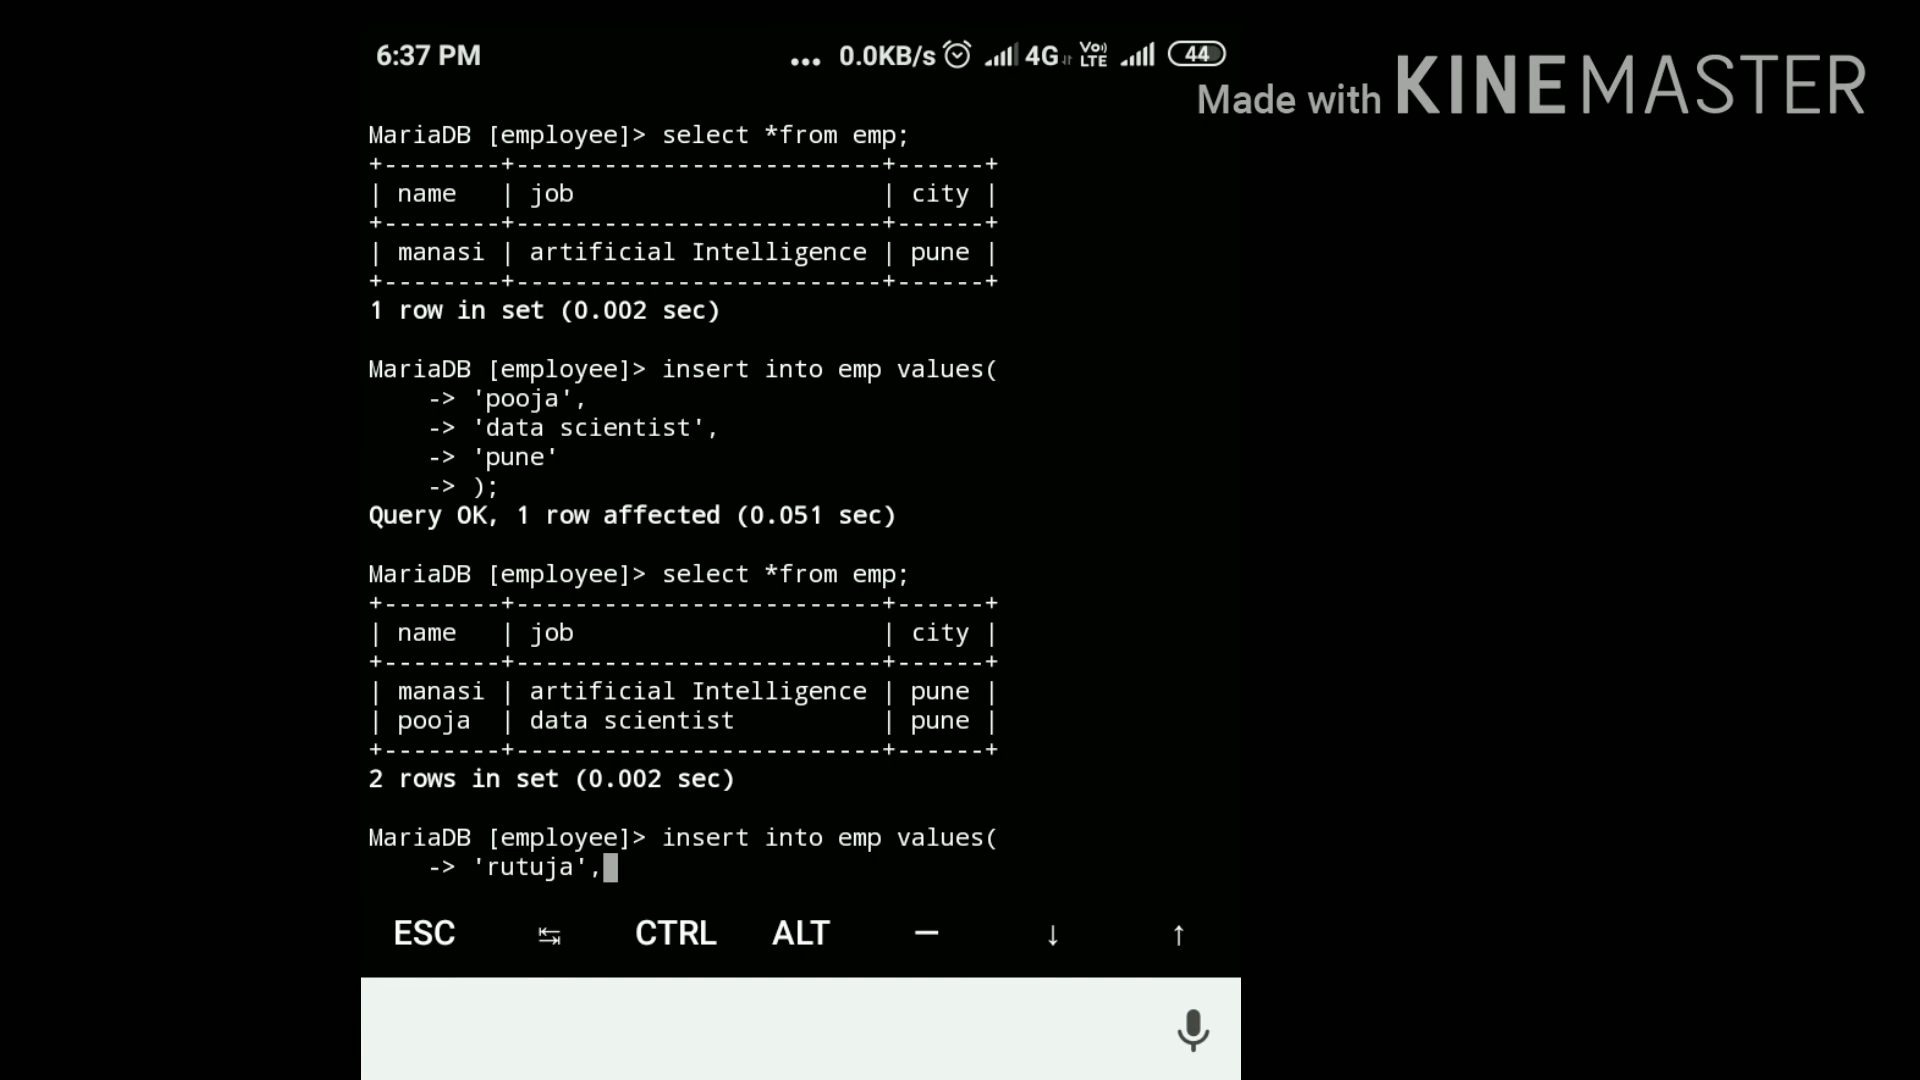 6:37 PM ... 0.0KB/s 4G Vo) LTE 44
Made with KINEMASTER
MariaDB [employee]> select *from emp;
+--------+-------------------------+------+
| name   | job                     | city |
+--------+-------------------------+------+
| manasi | artificial Intelligence | pune |
+--------+-------------------------+------+
1 row in set (0.002 sec)
MariaDB [employee]> insert into emp values(
    -> 'pooja',
    -> 'data scientist',
    -> 'pune'
    -> );
Query OK, 1 row affected (0.051 sec)
MariaDB [employee]> select *from emp;
+--------+-------------------------+------+
| name   | job                     | city |
+--------+-------------------------+------+
| manasi | artificial Intelligence | pune |
| pooja  | data scientist          | pune |
+--------+-------------------------+------+
2 rows in set (0.002 sec)
MariaDB [employee]> insert into emp values(
    -> 'rutuja',
ESC ⇆ CTRL ALT — ↓ ↑